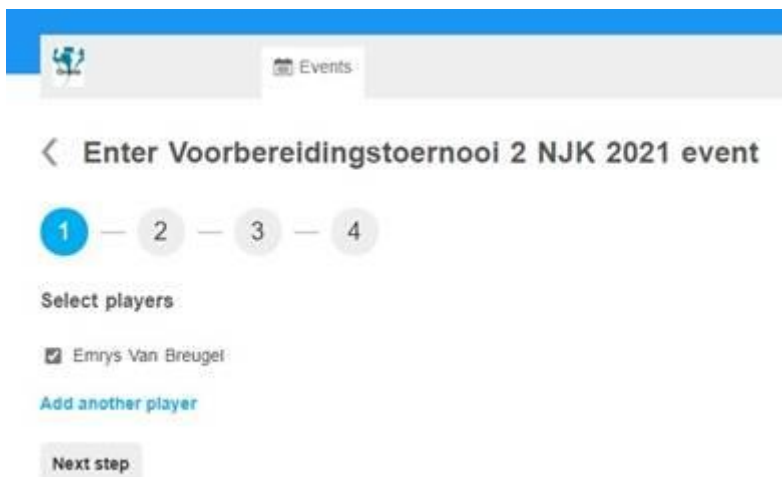 Events
Enter Voorbereidingstoernooi 2 NJK 2021 event
1 2 3 4
Select players
Emrys Van Breugel
Add another player
Next step